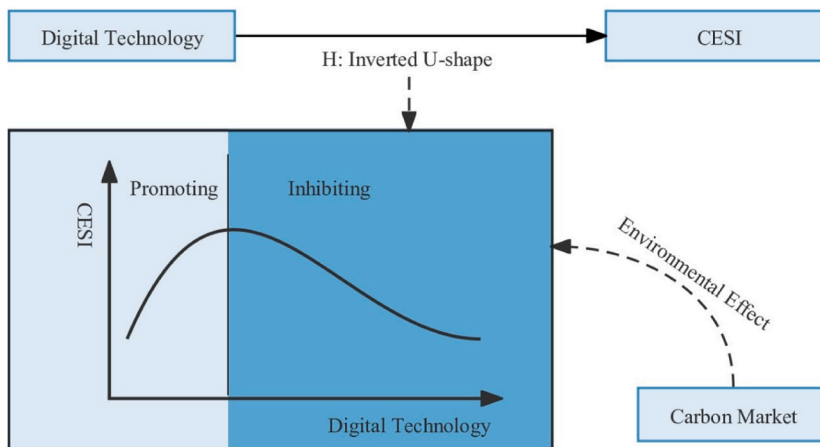 Digital Technology
CESI
H: Inverted U-shape
Promoting
Inhibiting
CESI
Digital Technology
Environmental Effect
Carbon Market